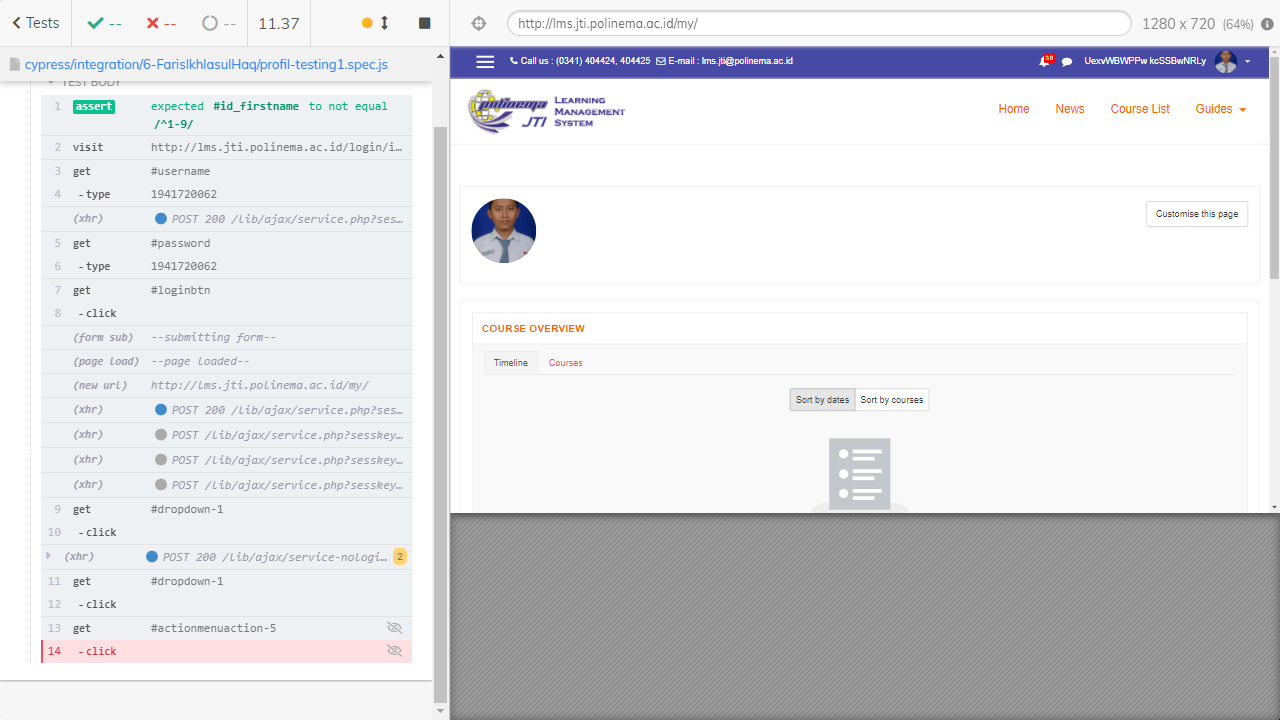 Tests
--
--
--
11.37
http://lms.jti.polinema.ac.id/my/
1280 x 720 (64%)
cypress/integration/6-FarisIkhlasulHaq/profil-testing1.spec.js
TEST BODY
1 assert expected #id_firstname to not equal
/^1-9/
2 visit http://lms.jti.polinema.ac.id/login/i…
3 get #username
4 -type 1941720062
(xhr) POST 200 /lib/ajax/service.php?ses…
5 get #password
6 -type 1941720062
7 get #loginbtn
8 -click
(form sub) --submitting form--
(page load) --page loaded--
(new url) http://lms.jti.polinema.ac.id/my/
(xhr) POST 200 /lib/ajax/service.php?ses…
(xhr) POST /lib/ajax/service.php?sesskey…
(xhr) POST /lib/ajax/service.php?sesskey…
(xhr) POST /lib/ajax/service.php?sesskey…
9 get #dropdown-1
10 -click
(xhr) POST 200 /lib/ajax/service-nologi… 2
11 get #dropdown-1
12 -click
13 get #actionmenuaction-5
14 -click
Call us : (0341) 404424, 404425 E-mail : lms.jti@polinema.ac.id
38
UexvWBWPPw kcSSBwNRLy
polinema
JTI
LEARNING
MANAGEMENT
SYSTEM
Home News Course List Guides
Customise this page
COURSE OVERVIEW
Timeline Courses
Sort by dates Sort by courses